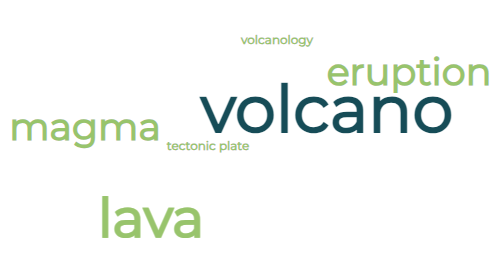 volcanology
eruption
volcano
magma
tectonic plate
lava